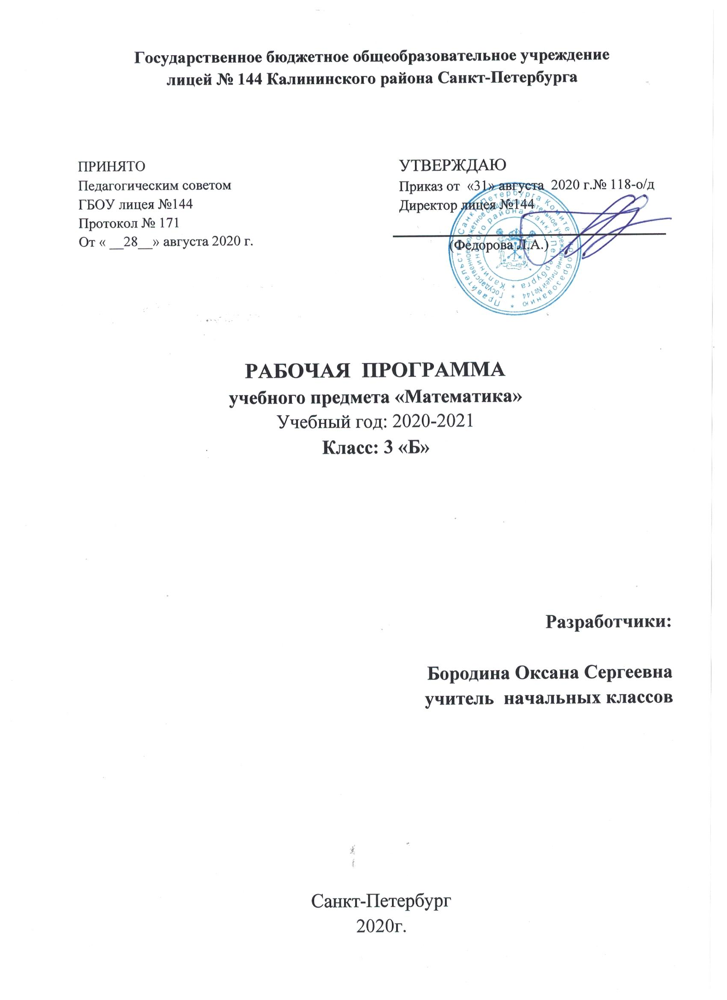 Государственное бюджетное общеобразовательное учреждение
лицей № 144 Калининского района Санкт-Петербурга
ПРИНЯТО
Педагогическим советом
ГБОУ лицея №144
Протокол № 171
От « __28__» августа 2020 г.
УТВЕРЖДАЮ
Приказ от «31» августа 2020 г.№ 118-о/д
Директор лицея №144
(Федорова Л.А.)
Правительство Санкт-Петербурга Комитет по образованию *
Государственное бюджетное общеобразовательное учреждение лицей №144 *
Калининского района Санкт-Петербурга *
РАБОЧАЯ ПРОГРАММА
учебного предмета «Математика»
Учебный год: 2020-2021
Класс: 3 «Б»
Разработчики:
Бородина Оксана Сергеевна
учитель начальных классов
Санкт-Петербург
2020г.